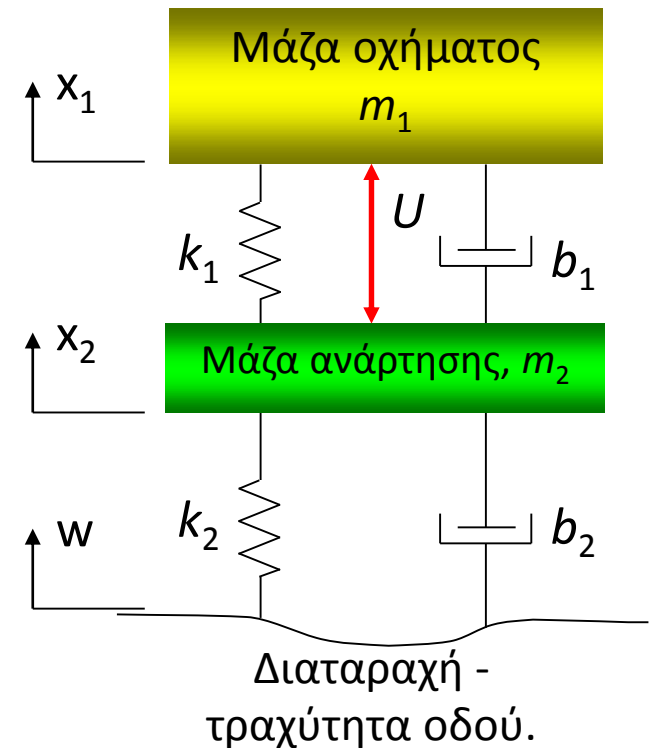 Μάζα οχήματος
m₁
x₁
U
k₁
b₁
x₂
Μάζα ανάρτησης, m₂
k₂
b₂
w
Διαταραχή -
τραχύτητα οδού.